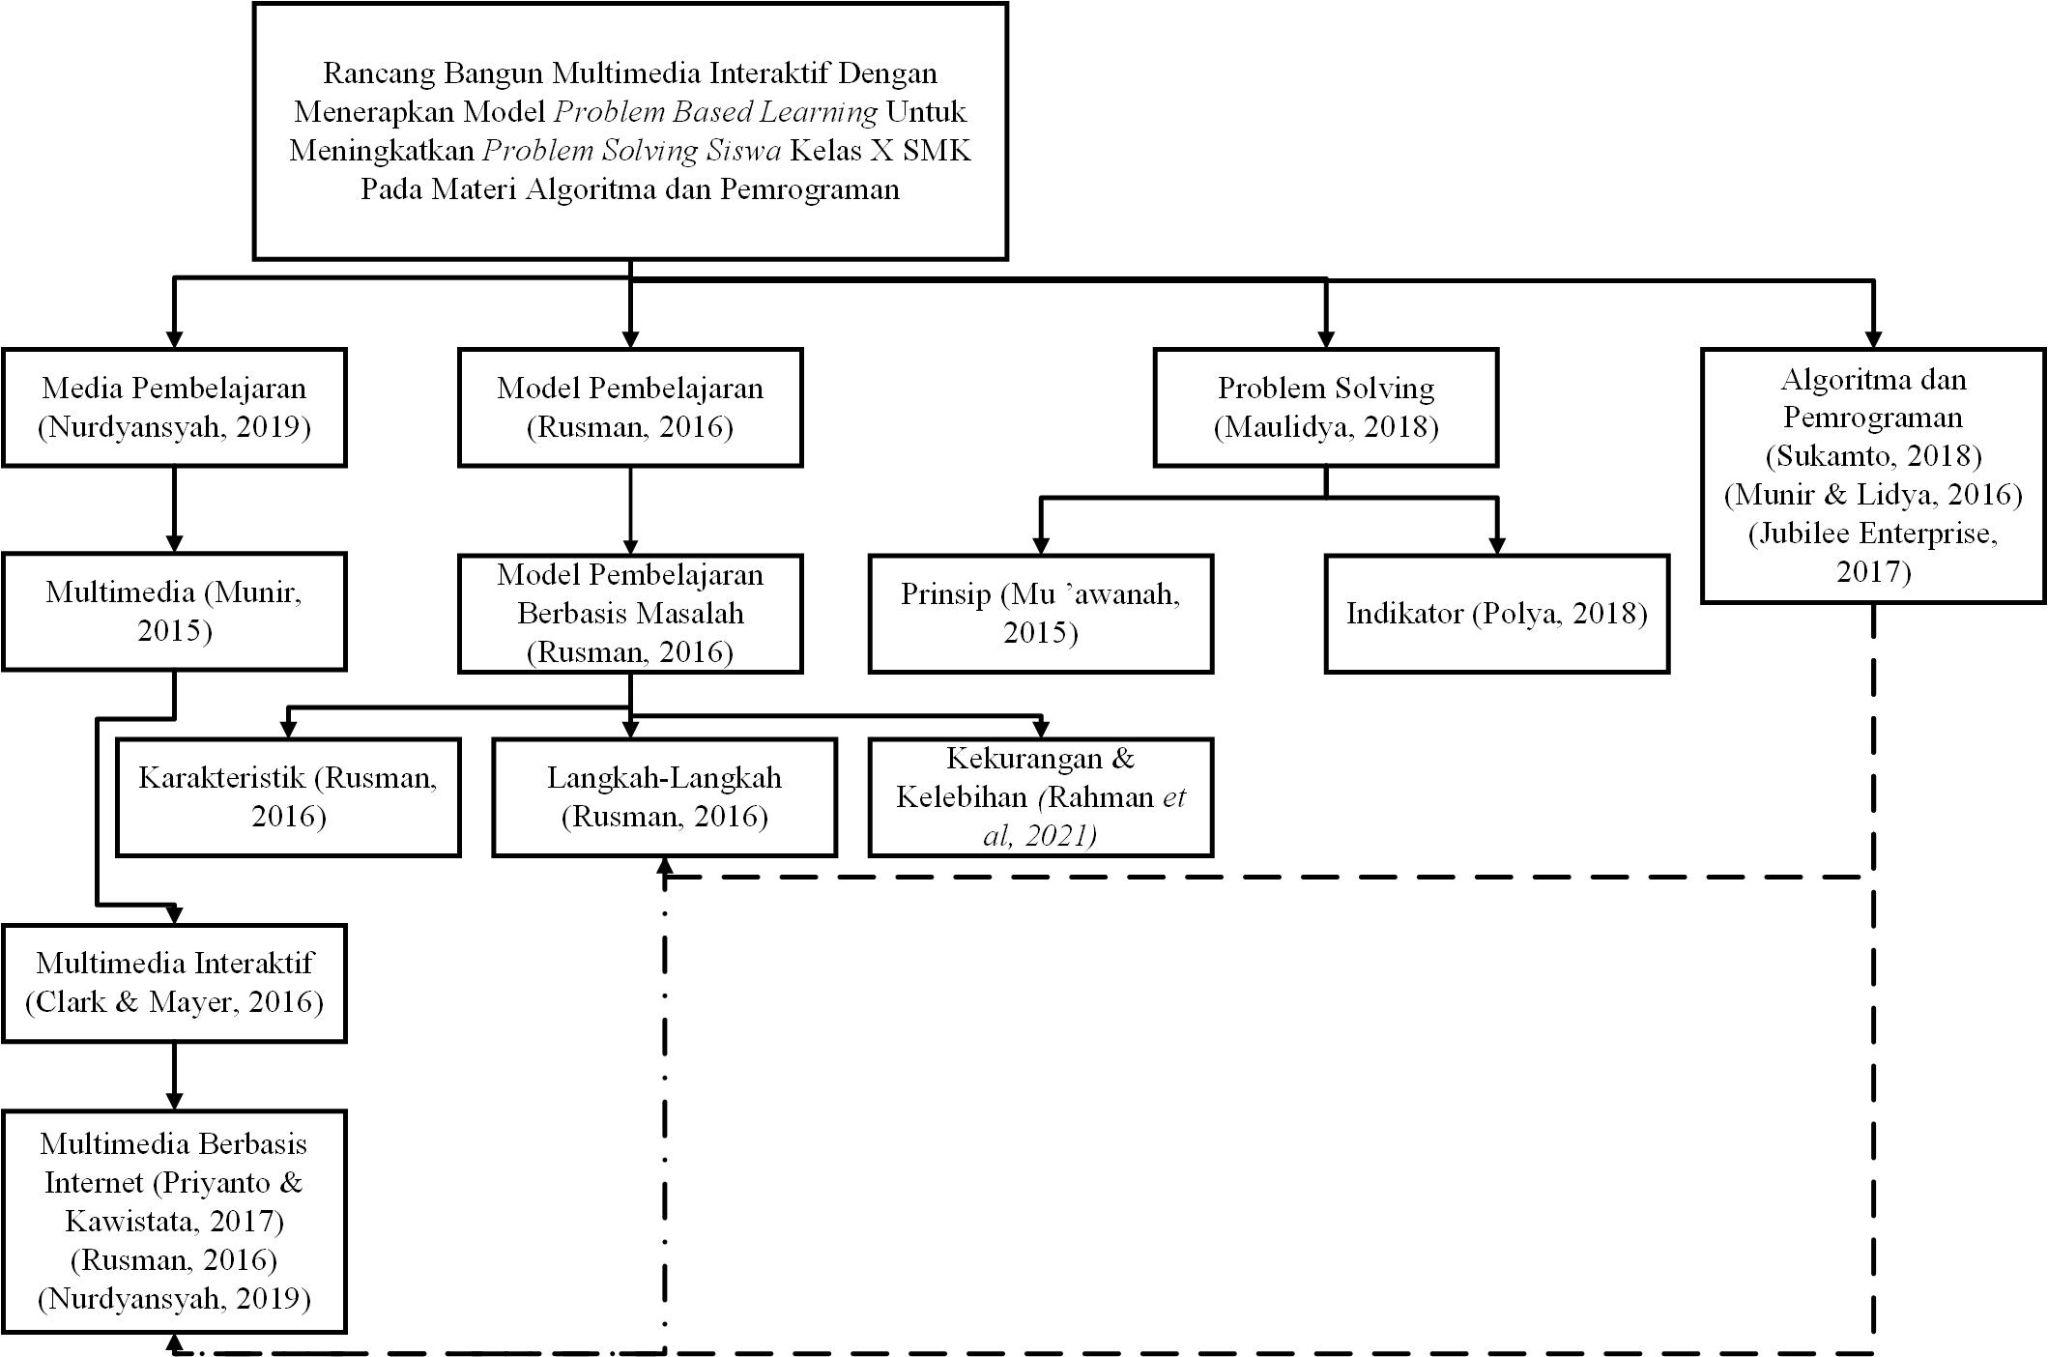 Rancang Bangun Multimedia Interaktif Dengan
Menerapkan Model Problem Based Learning Untuk
Meningkatkan Problem Solving Siswa Kelas X SMK
Pada Materi Algoritma dan Pemrograman
Media Pembelajaran
(Nurdyansyah, 2019)
Model Pembelajaran
(Rusman, 2016)
Problem Solving
(Maulidya, 2018)
Algoritma dan
Pemrograman
(Sukamto, 2018)
(Munir & Lidya, 2016)
(Jubilee Enterprise,
2017)
Multimedia (Munir,
2015)
Model Pembelajaran
Berbasis Masalah
(Rusman, 2016)
Prinsip (Mu ’awanah,
2015)
Indikator (Polya, 2018)
Karakteristik (Rusman,
2016)
Langkah-Langkah
(Rusman, 2016)
Kekurangan &
Kelebihan (Rahman et
al, 2021)
Multimedia Interaktif
(Clark & Mayer, 2016)
Multimedia Berbasis
Internet (Priyanto &
Kawistata, 2017)
(Rusman, 2016)
(Nurdyansyah, 2019)